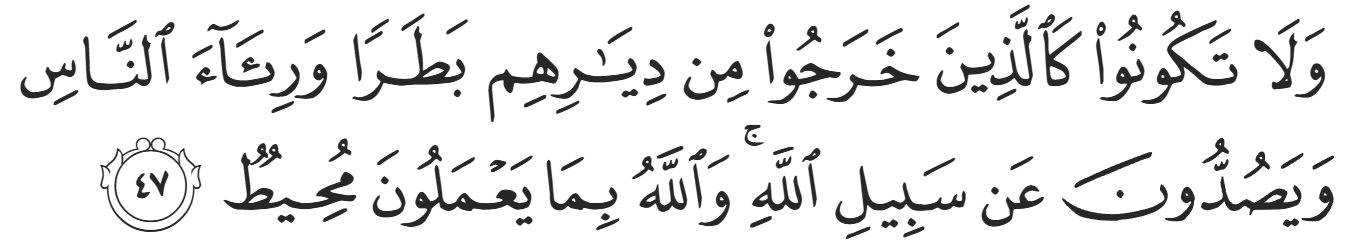 وَلَا تَكُونُوا۟ كَٱلَّذِينَ خَرَجُوا۟ مِن دِيَـٰرِهِم بَطَرًا وَرِئَآءَ ٱلنَّاسِ
وَيَصُدُّونَ عَن سَبِيلِ ٱللَّهِ ۚ وَٱللَّهُ بِمَا يَعْمَلُونَ مُحِيطٌ ٤٧